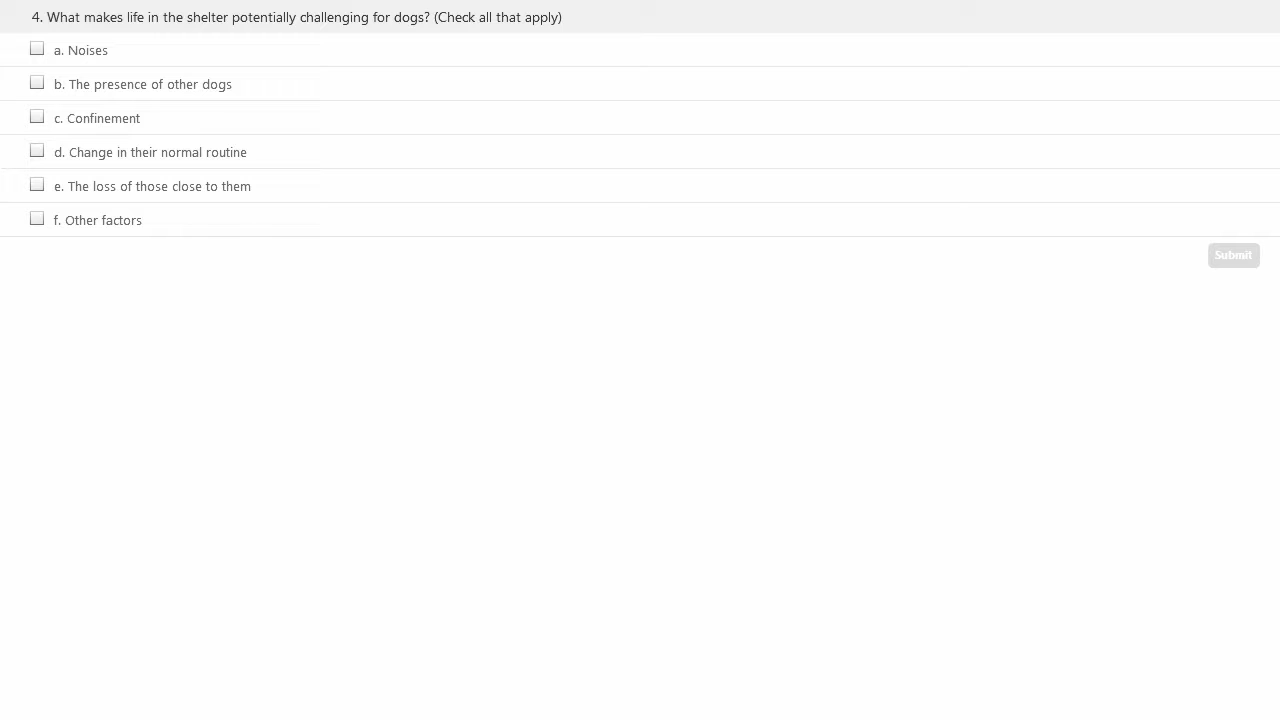 4. What makes life in the shelter potentially challenging for dogs? (Check all that apply)
a. Noises
b. The presence of other dogs
c. Confinement
d. Change in their normal routine
e. The loss of those close to them
f. Other factors
Submit